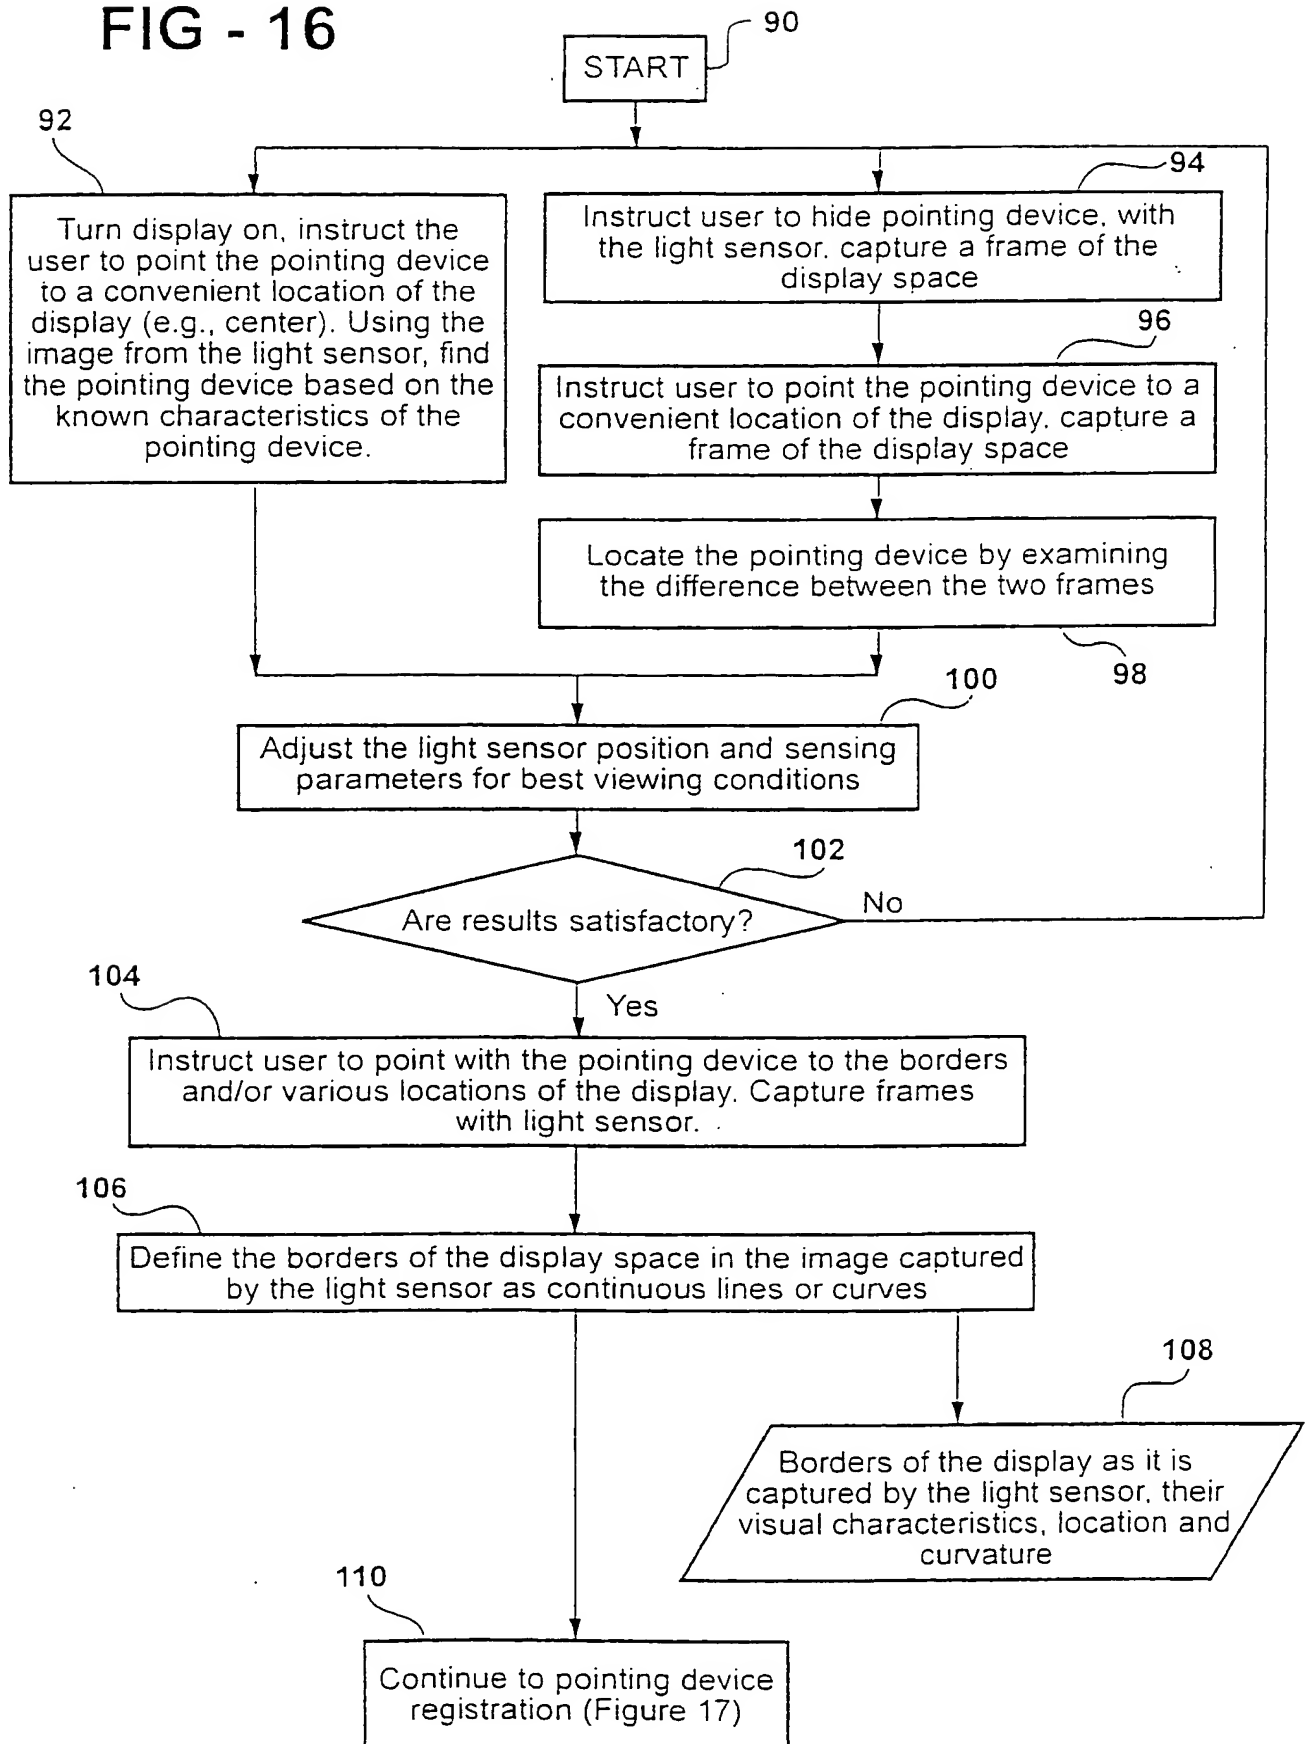 FIG - 16
90
START
92
Turn display on, instruct the
user to point the pointing device
to a convenient location of the
display (e.g., center). Using the
image from the light sensor, find
the pointing device based on the
known characteristics of the
pointing device.
94
Instruct user to hide pointing device, with
the light sensor, capture a frame of the
display space
96
Instruct user to point the pointing device to a
convenient location of the display, capture a
frame of the display space
Locate the pointing device by examining
the difference between the two frames
98
100
Adjust the light sensor position and sensing
parameters for best viewing conditions
102
Are results satisfactory?
No
Yes
104
Instruct user to point with the pointing device to the borders
and/or various locations of the display. Capture frames
with light sensor.
106
Define the borders of the display space in the image captured
by the light sensor as continuous lines or curves
108
Borders of the display as it is
captured by the light sensor, their
visual characteristics, location and
curvature
110
Continue to pointing device
registration (Figure 17)